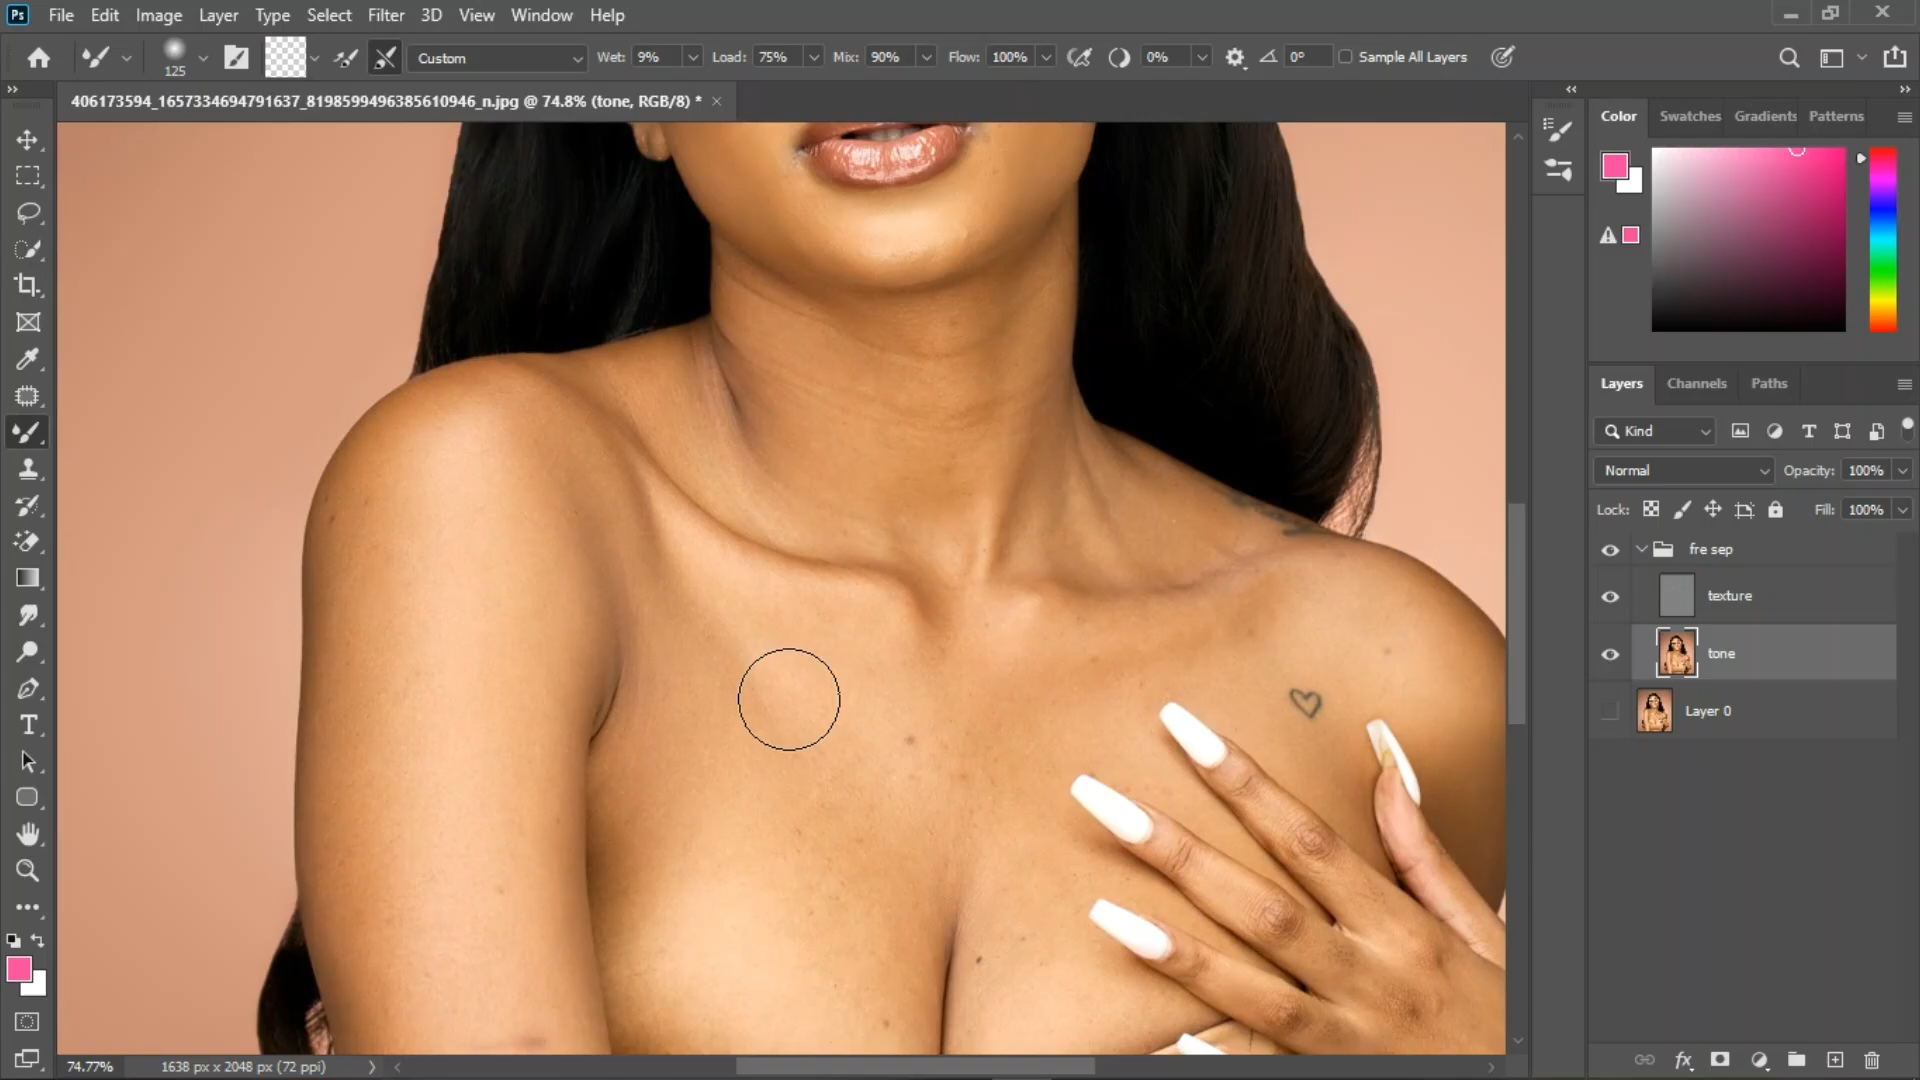 Ps File Edit Image Layer Type Select Filter 3D View Window Help
125 Custom Wet: 9% Load: 75% Mix: 90% Flow: 100% 0% 0° Sample All Layers
406173594_1657334694791637_8198599496385610946_n.jpg @ 74.8% (tone, RGB/8) *
Color Swatches Gradients Patterns
Layers Channels Paths
Kind
Normal Opacity: 100%
Lock: Fill: 100%
fre sep
texture
tone
Layer 0
74.77% 1638 px x 2048 px (72 ppi)